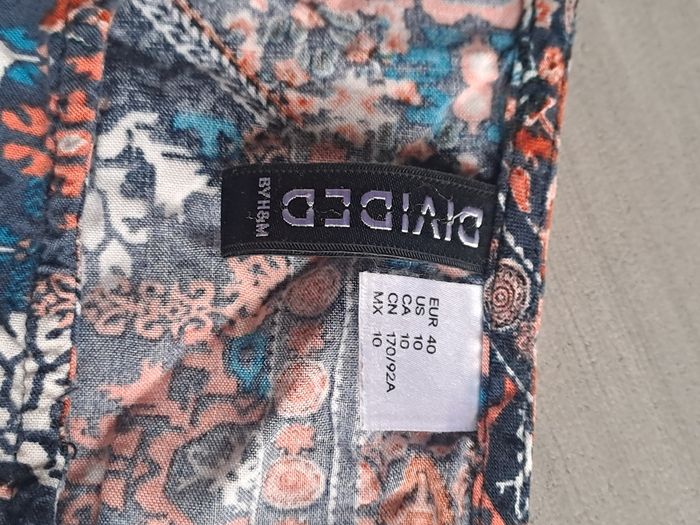 DIVIDED
BY H&M
EUR 40
US 10
CA 10
CN 170/92A
MX 10